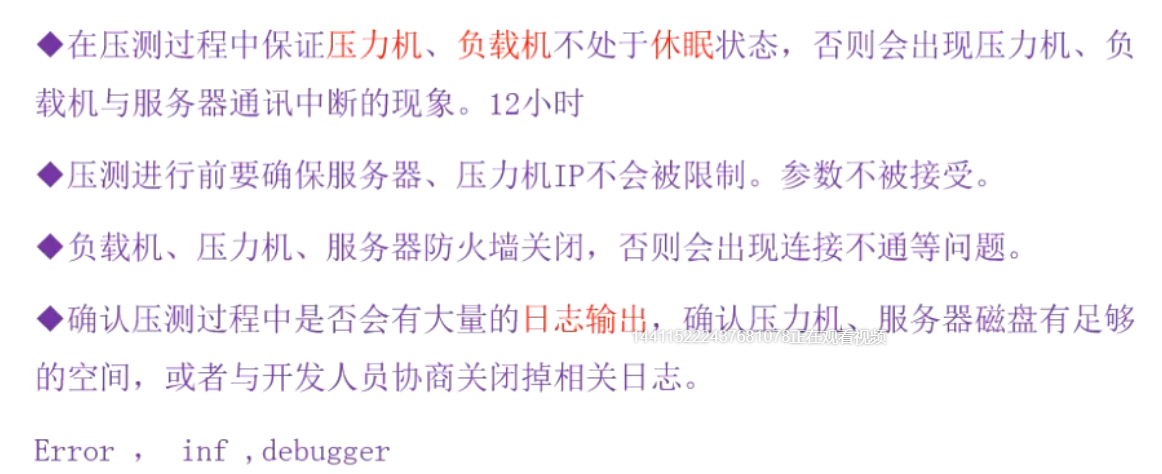 ◆在压测过程中保证压力机、负载机不处于休眠状态，否则会出现压力机、负
载机与服务器通讯中断的现象。12小时
◆压测进行前要确保服务器、压力机IP不会被限制。参数不被接受。
◆负载机、压力机、服务器防火墙关闭，否则会出现连接不通等问题。
◆确认压测过程中是否会有大量的日志输出，确认压力机、服务器磁盘有足够
144115222437681078正在观看视频
的空间，或者与开发人员协商关闭掉相关日志。
Error ， inf ,debugger